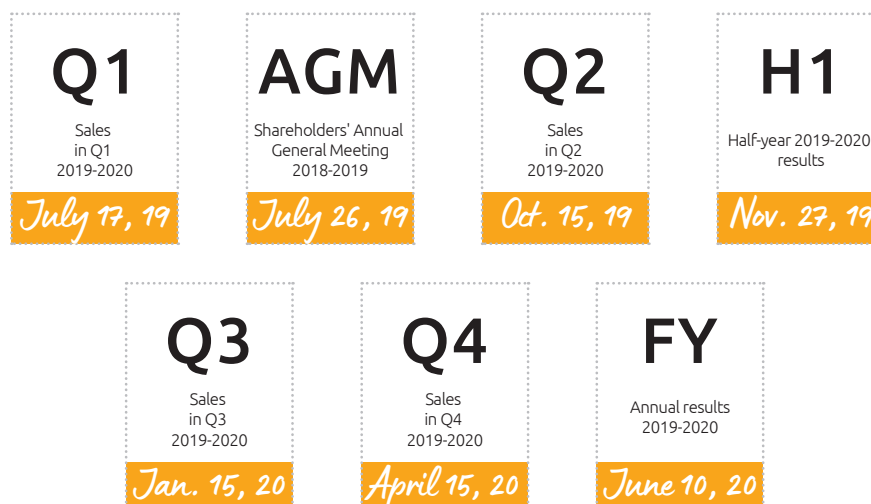 Q1
Sales
in Q1
2019-2020
July 17, 19
AGM
Shareholders' Annual
General Meeting
2018-2019
July 26, 19
Q2
Sales
in Q2
2019-2020
Oct. 15, 19
H1
Half-year 2019-2020
results
Nov. 27, 19
Q3
Sales
in Q3
2019-2020
Jan. 15, 20
Q4
Sales
in Q4
2019-2020
April 15, 20
FY
Annual results
2019-2020
June 10, 20